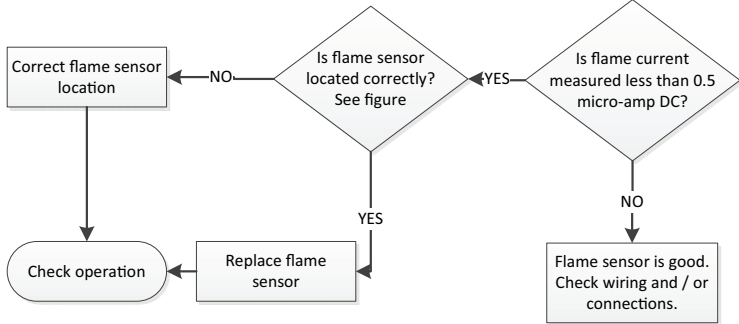 Correct flame sensor
location
NO
Is flame sensor
located correctly?
See figure
YES
Is flame current
measured less than 0.5
micro-amp DC?
YES
NO
Check operation
Replace flame
sensor
Flame sensor is good.
Check wiring and / or
connections.